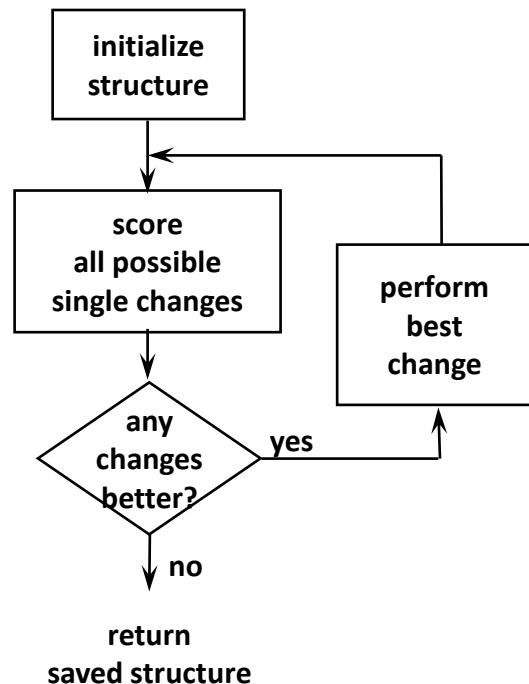 initialize
structure
score
all possible
single changes
perform
best
change
any
changes
better?
yes
no
return
saved structure